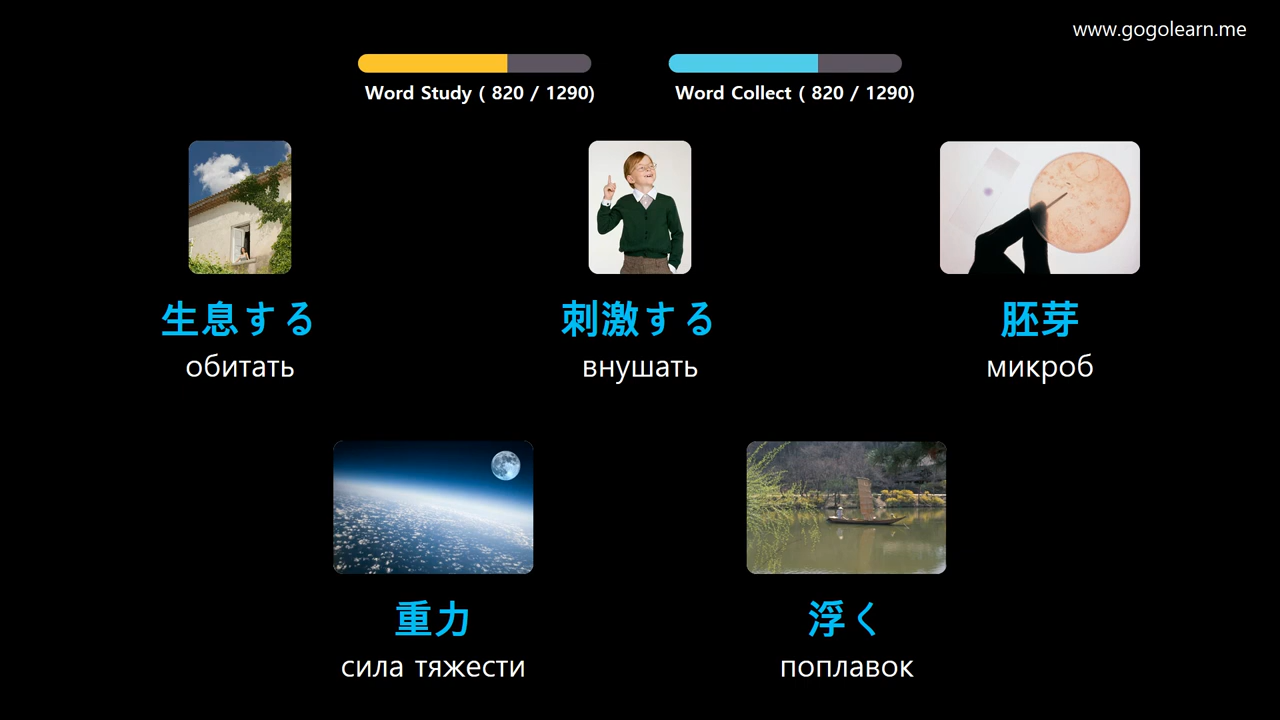 www.gogolearn.me
Word Study ( 820 / 1290)
Word Collect ( 820 / 1290)
生息する
обитать
刺激する
внушать
胚芽
микроб
重力
сила тяжести
浮く
поплавок